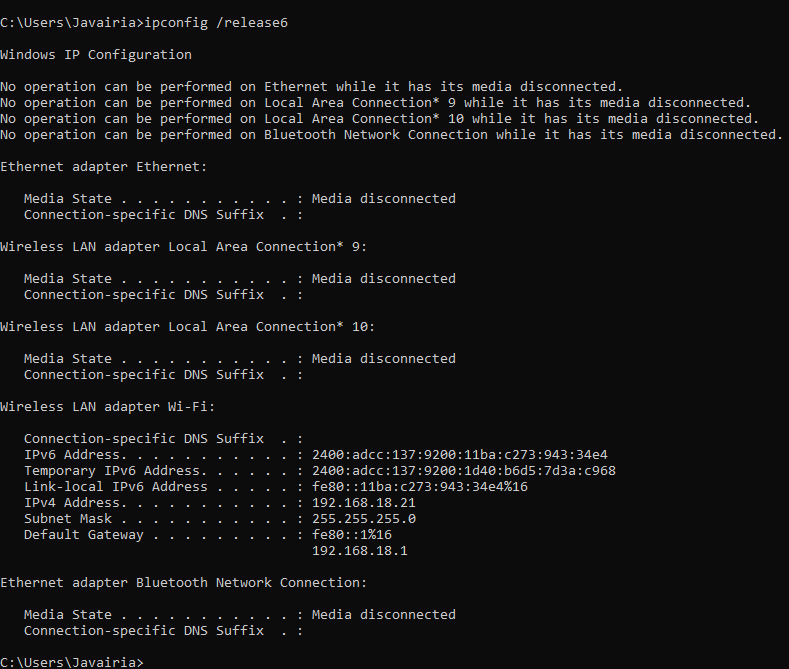 C:\Users\Javairia>ipconfig /release6
Windows IP Configuration
No operation can be performed on Ethernet while it has its media disconnected.
No operation can be performed on Local Area Connection* 9 while it has its media disconnected.
No operation can be performed on Local Area Connection* 10 while it has its media disconnected.
No operation can be performed on Bluetooth Network Connection while it has its media disconnected.
Ethernet adapter Ethernet:
   Media State . . . . . . . . . . . : Media disconnected
   Connection-specific DNS Suffix  . :
Wireless LAN adapter Local Area Connection* 9:
   Media State . . . . . . . . . . . : Media disconnected
   Connection-specific DNS Suffix  . :
Wireless LAN adapter Local Area Connection* 10:
   Media State . . . . . . . . . . . : Media disconnected
   Connection-specific DNS Suffix  . :
Wireless LAN adapter Wi-Fi:
   Connection-specific DNS Suffix  . :
   IPv6 Address. . . . . . . . . . . : 2400:adcc:137:9200:11ba:c273:943:34e4
   Temporary IPv6 Address. . . . . . : 2400:adcc:137:9200:1d40:b6d5:7d3a:c968
   Link-local IPv6 Address . . . . . : fe80::11ba:c273:943:34e4%16
   IPv4 Address. . . . . . . . . . . : 192.168.18.21
   Subnet Mask . . . . . . . . . . . : 255.255.255.0
   Default Gateway . . . . . . . . . : fe80::1%16
                                       192.168.18.1
Ethernet adapter Bluetooth Network Connection:
   Media State . . . . . . . . . . . : Media disconnected
   Connection-specific DNS Suffix  . :
C:\Users\Javairia>